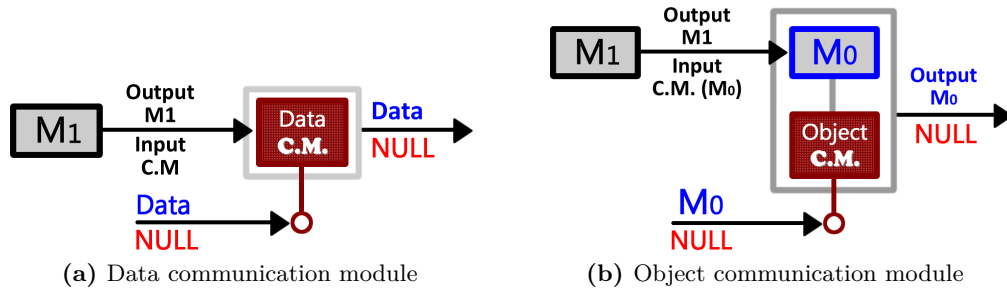 M1
Output
M1
Input
C.M
Data
C.M.
Data
NULL
Data
NULL
(a) Data communication module
M1
Output
M1
Input
C.M. (M0)
M0
Object
C.M.
Output
M0
NULL
M0
NULL
(b) Object communication module